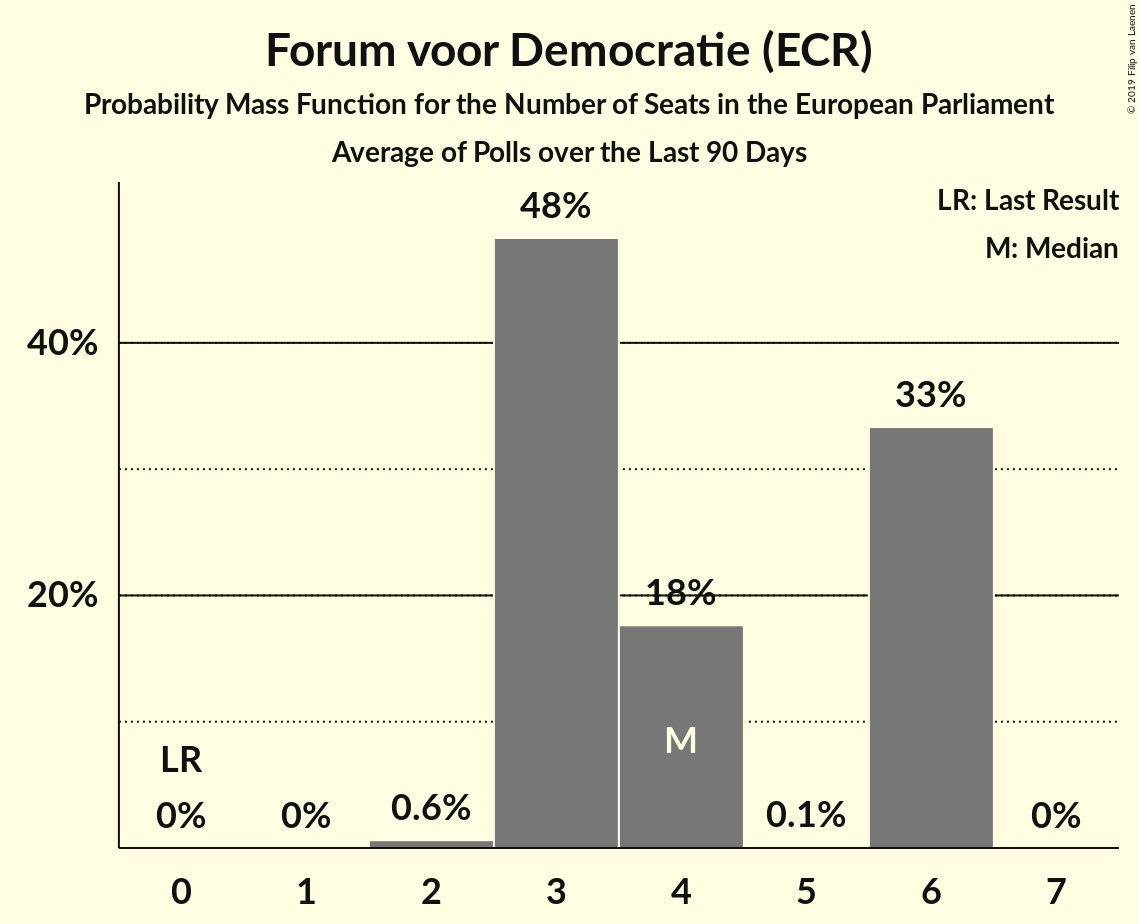 Forum voor Democratie (ECR)
Probability Mass Function for the Number of Seats in the European Parliament
Average of Polls over the Last 90 Days
© 2019 Filip van Laenen
LR: Last Result
M: Median
48%
40%
33%
20%
18%
M
LR
0%
0%
0.6%
0.1%
0%
0 1 2 3 4 5 6 7